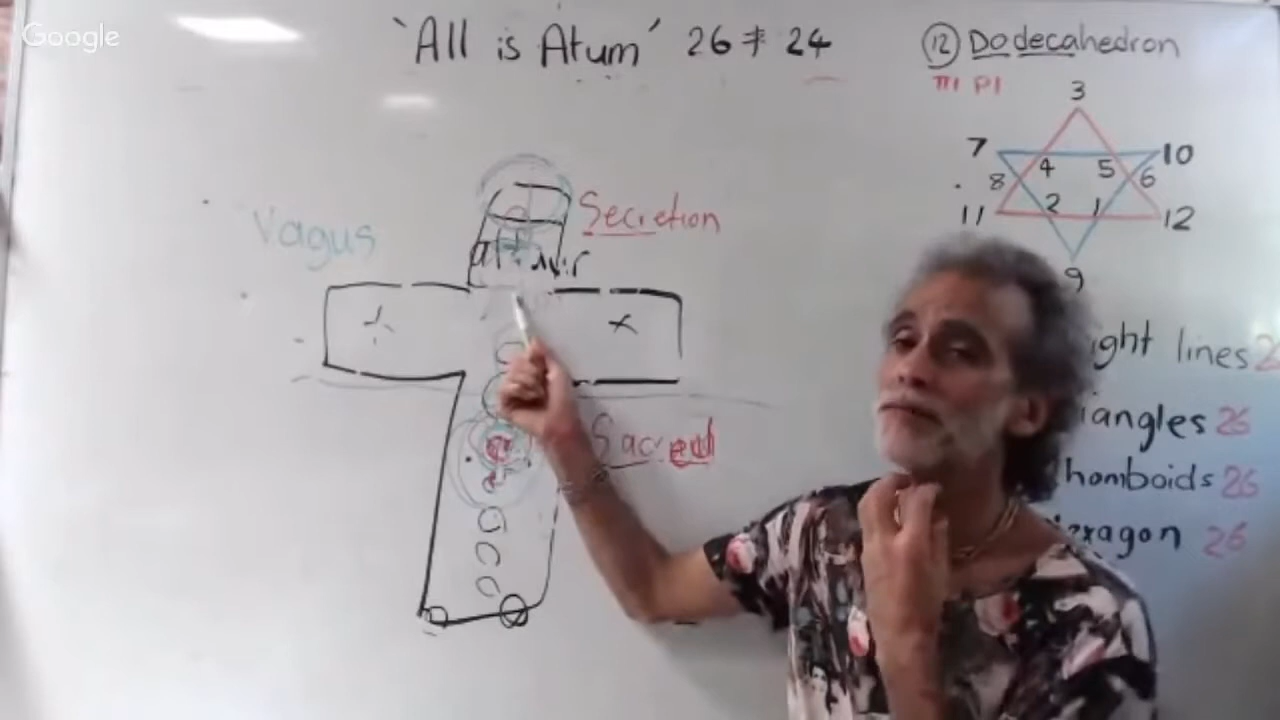 Google
'All is Atum' 26 ≠ 24
⑫ Dodecahedron
PI
3
7 10
4 5
8 6
2 1
11 12
9
Vagus
Secretion
Sacred
ight lines
iangles 26
homboids 26
exagon 26